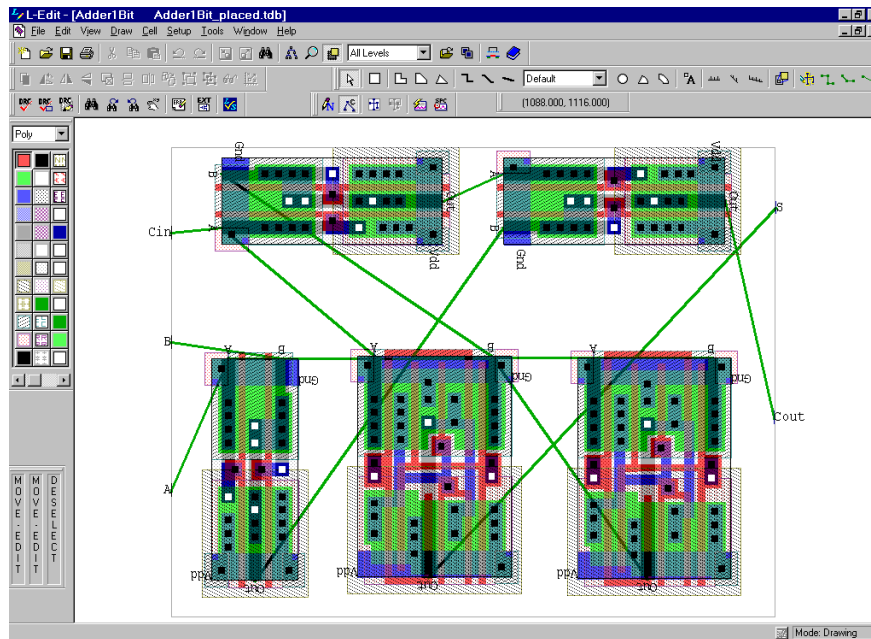 L-Edit - [Adder1Bit     Adder1Bit_placed.tdb]
File Edit View Draw Cell Setup Tools Window Help
All Levels
Default
(1088.000, 1116.000)
Poly
Gnd
Vdd
B
A
Out
Out
A
s
Cin
A
B
Vdd
Gnd
B
A
B
A
B
A
B
Gnd
Gnd
Gnd
Cout
A
MOVE-EDIT
MOVE-EDIT
DESELECT
Vdd
Vdd
Vdd
Out
Out
Out
Mode: Drawing